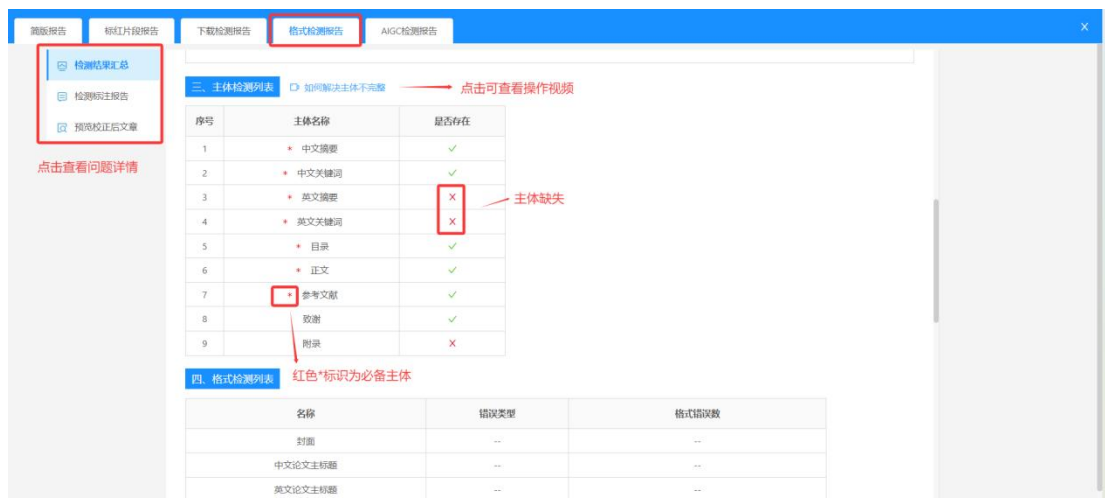 简版报告 标红片段报告 下载检测报告 格式检测报告 AIGC检测报告 X
检测结果汇总
检测标注报告
预览校正后文章
点击查看问题详情
三、主体检测列表 如何解决主体不完整 点击可查看操作视频
序号 主体名称 是否存在
1 * 中文摘要 ✓
2 * 中文关键词 ✓
3 * 英文摘要 X 主体缺失
4 * 英文关键词 X
5 * 目录 ✓
6 * 正文 ✓
7 * 参考文献 ✓
8 致谢 ✓
9 附录 X
红色*标识为必备主体
四、格式检测列表
名称 错误类型 格式错误数
封面 -- --
中文论文主标题 -- --
英文论文主标题 -- --